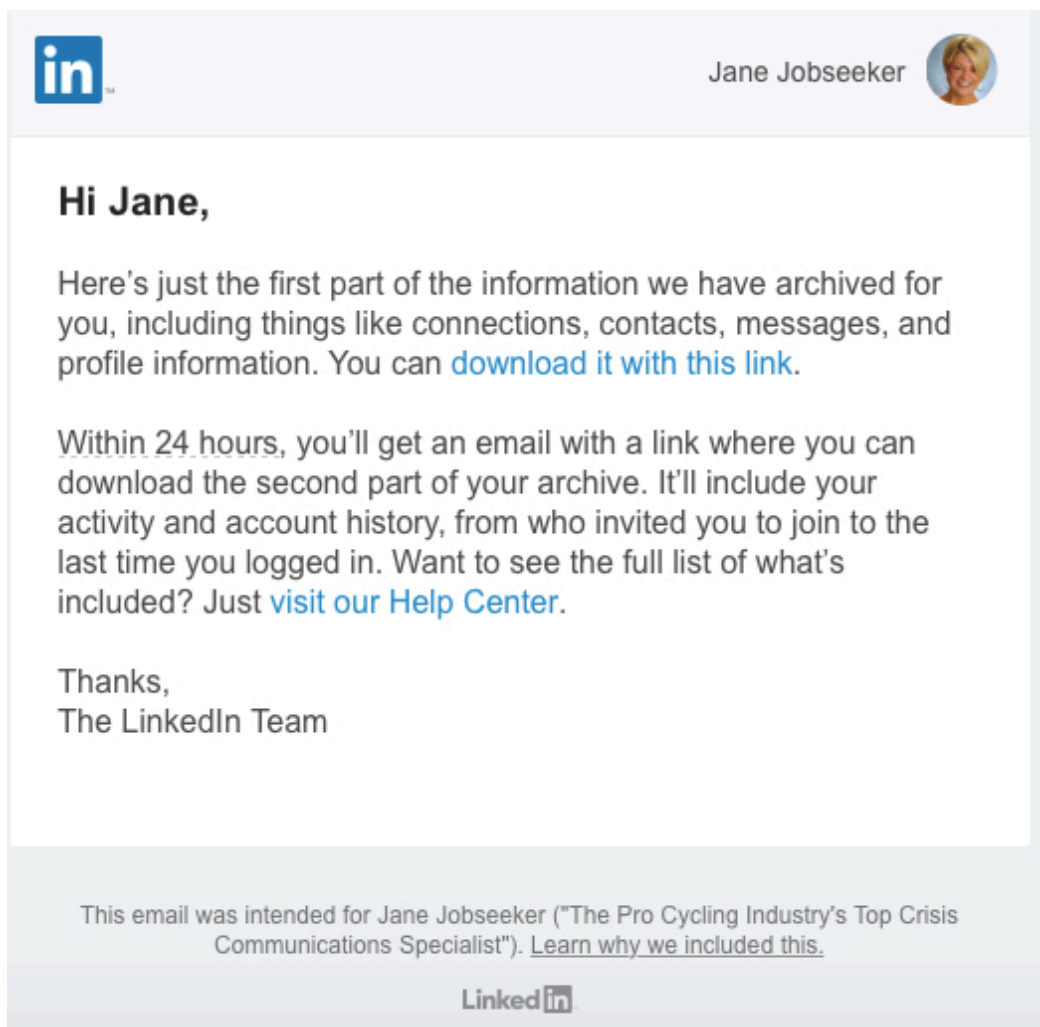 in™
Jane Jobseeker
Hi Jane,
Here’s just the first part of the information we have archived for
you, including things like connections, contacts, messages, and
profile information. You can download it with this link.
Within 24 hours, you’ll get an email with a link where you can
download the second part of your archive. It’ll include your
activity and account history, from who invited you to join to the
last time you logged in. Want to see the full list of what’s
included? Just visit our Help Center.
Thanks,
The LinkedIn Team
This email was intended for Jane Jobseeker ("The Pro Cycling Industry's Top Crisis
Communications Specialist"). Learn why we included this.
Linkedin